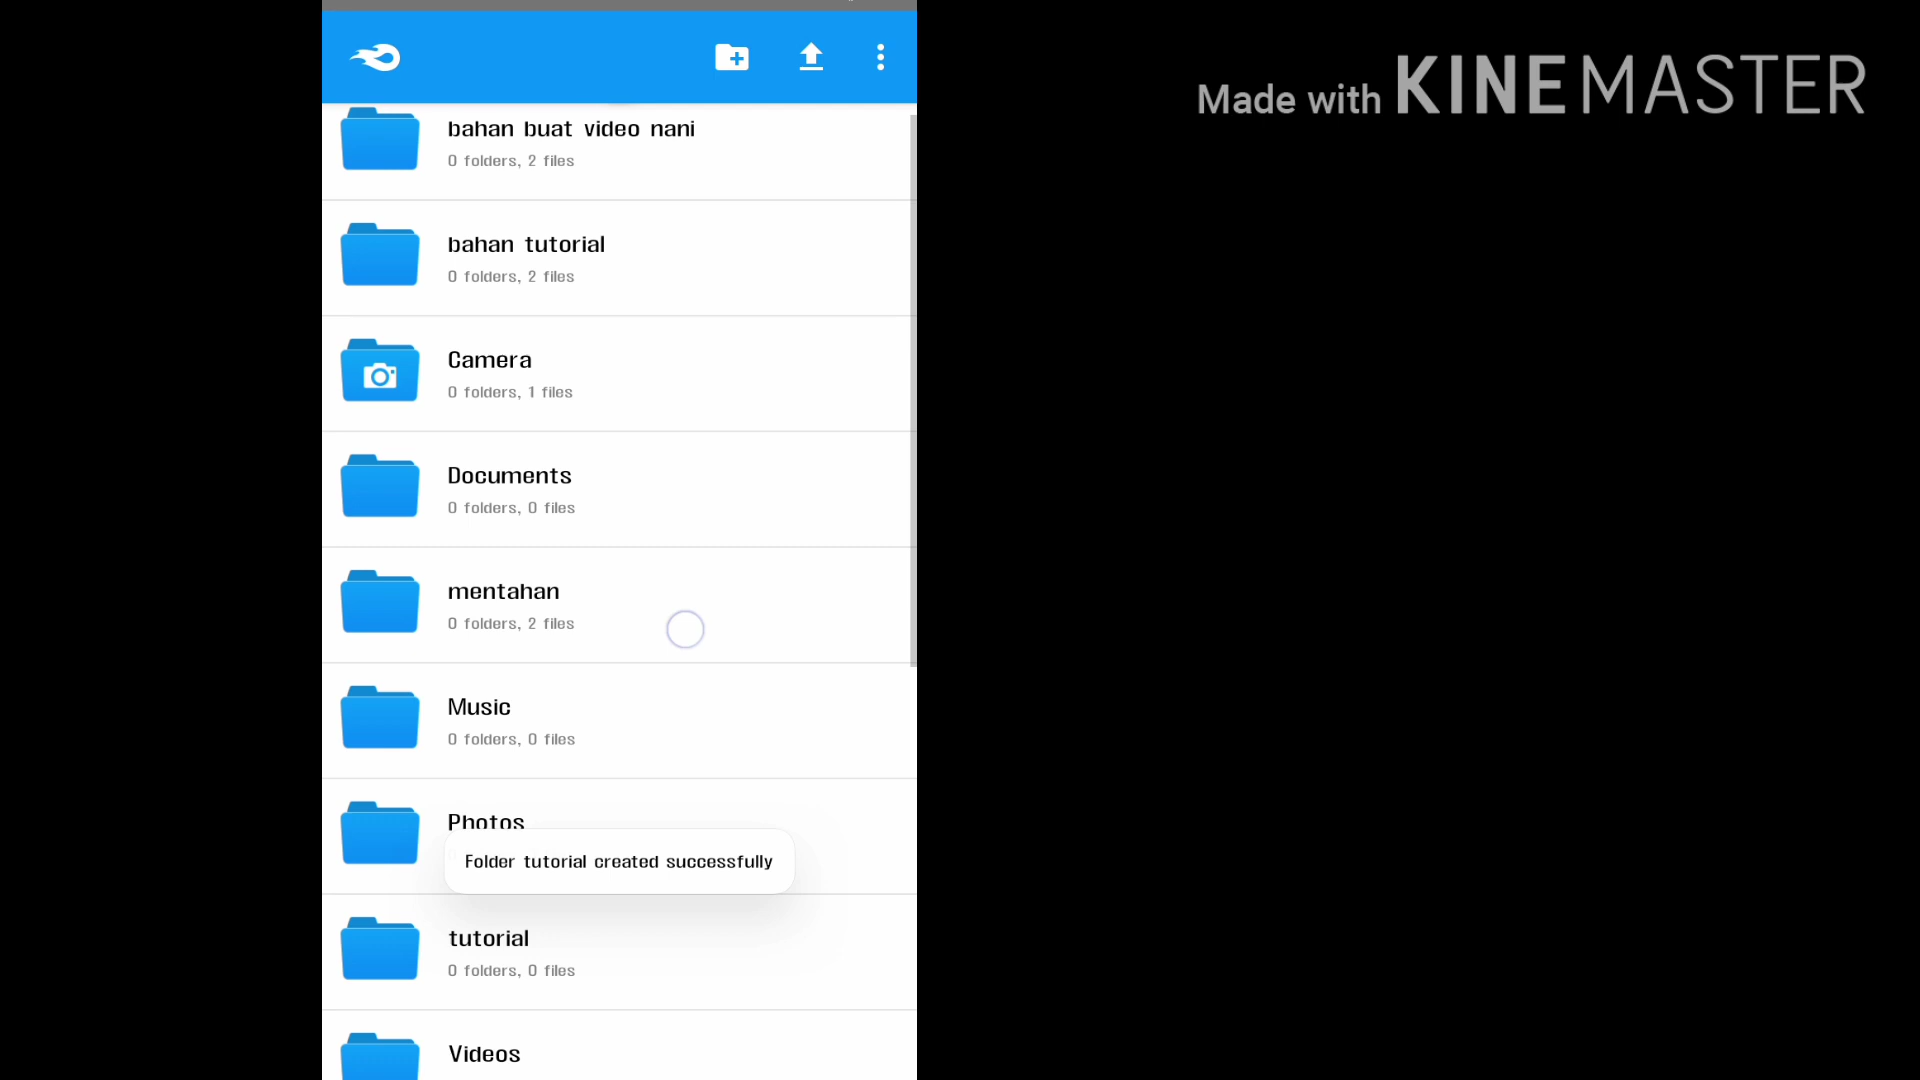 Made with KINEMASTER
bahan buat video nani
0 folders, 2 files
bahan tutorial
0 folders, 2 files
Camera
0 folders, 1 files
Documents
0 folders, 0 files
mentahan
0 folders, 2 files
Music
0 folders, 0 files
Photos
Folder tutorial created successfully
tutorial
0 folders, 0 files
Videos